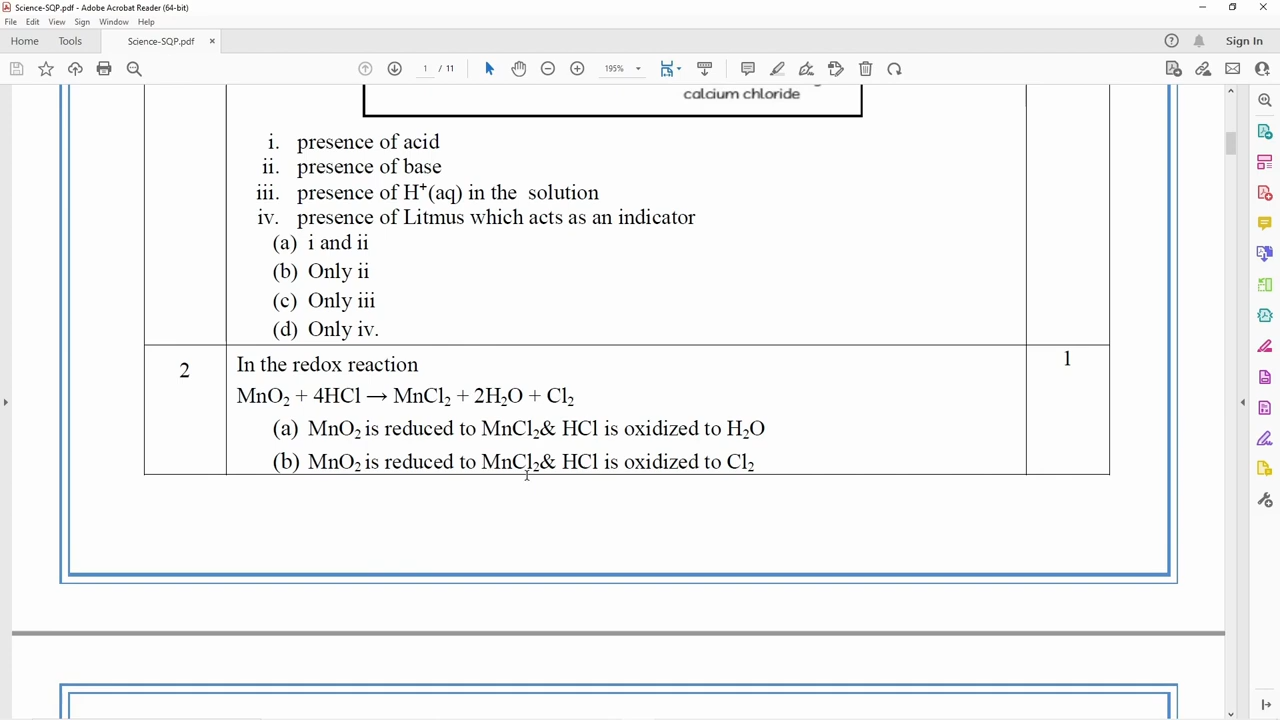 Science-SQP.pdf - Adobe Acrobat Reader (64-bit)
File Edit View Sign Window Help
Home Tools Science-SQP.pdf × Sign In
1 / 11 195%
calcium chloride
i. presence of acid
ii. presence of base
iii. presence of H⁺(aq) in the solution
iv. presence of Litmus which acts as an indicator
(a) i and ii
(b) Only ii
(c) Only iii
(d) Only iv.
2 In the redox reaction 1
MnO₂ + 4HCl → MnCl₂ + 2H₂O + Cl₂
(a) MnO₂ is reduced to MnCl₂& HCl is oxidized to H₂O
(b) MnO₂ is reduced to MnCl₂& HCl is oxidized to Cl₂